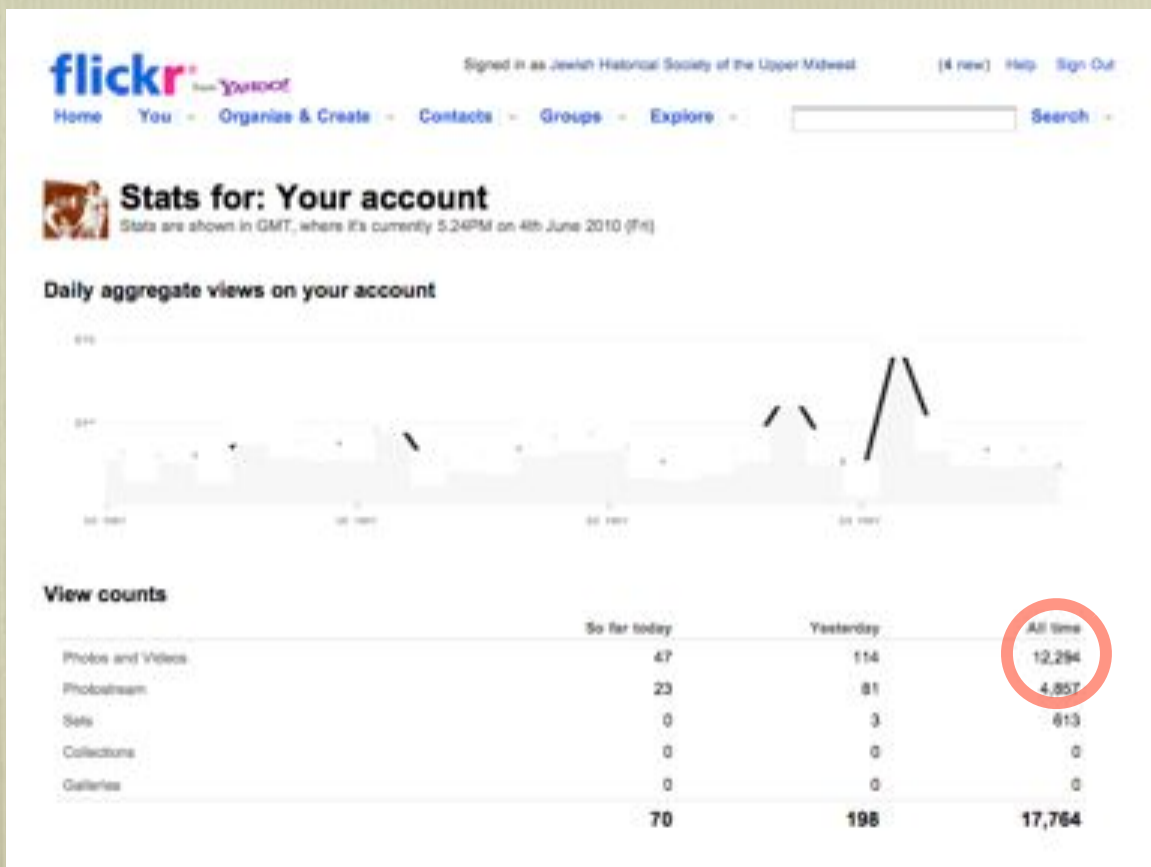 flickr from YAHOO!
Signed in as Jewish Historical Society of the Upper Midwest (4 new) Help Sign Out
Home You Organize & Create Contacts Groups Explore Search
Stats for: Your account
Stats are shown in GMT, where it's currently 5.24PM on 4th June 2010 (Fri)
Daily aggregate views on your account
View counts
So far today Yesterday All time
Photos and Videos 47 114 12,294
Photostream 23 81 4,857
Sets 0 3 613
Collections 0 0 0
Galleries 0 0 0
70 198 17,764